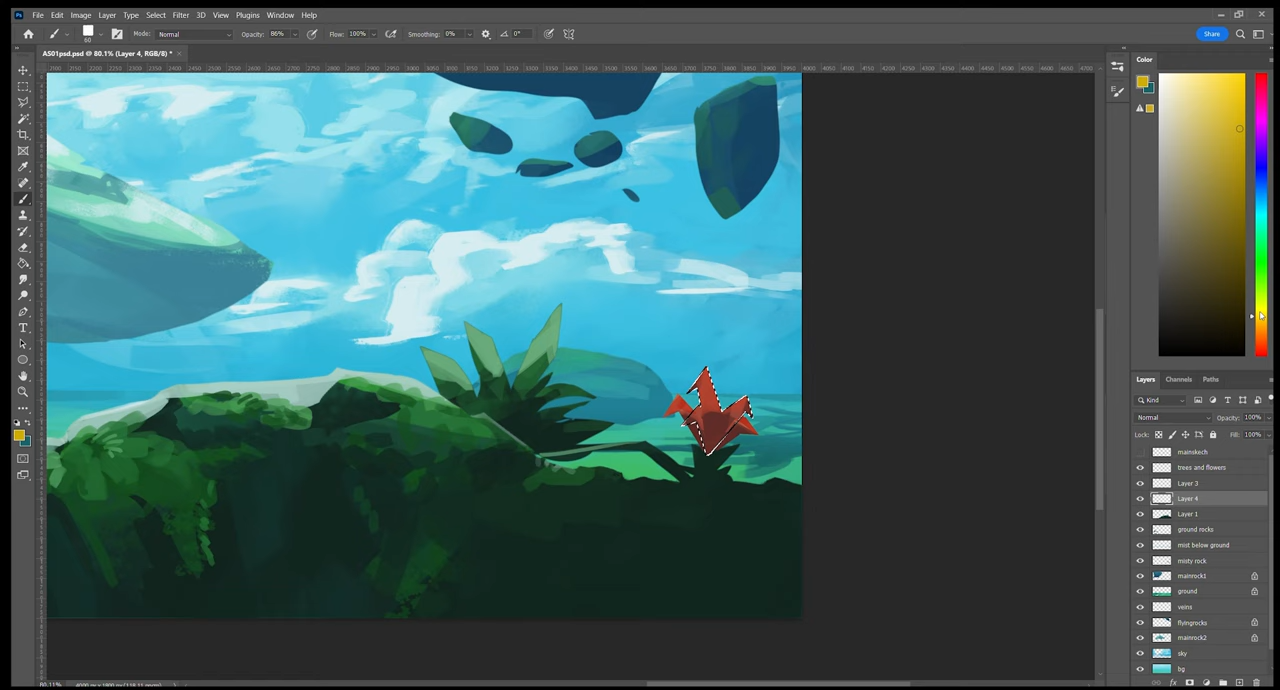 Ps File Edit Image Layer Type Select Filter 3D View Plugins Window Help
60 Mode: Normal Opacity: 86% Flow: 100% Smoothing: 0% 0° Share
AS01psd.psd @ 80.1% (Layer 4, RGB/8) *
Color
Layers Channels Paths
Kind
Normal Opacity: 100%
Lock: Fill: 100%
mainskech
trees and flowers
Layer 3
Layer 4
Layer 1
ground rocks
mist below ground
misty rock
mainrock1
ground
veins
flyingrocks
mainrock2
sky
bg